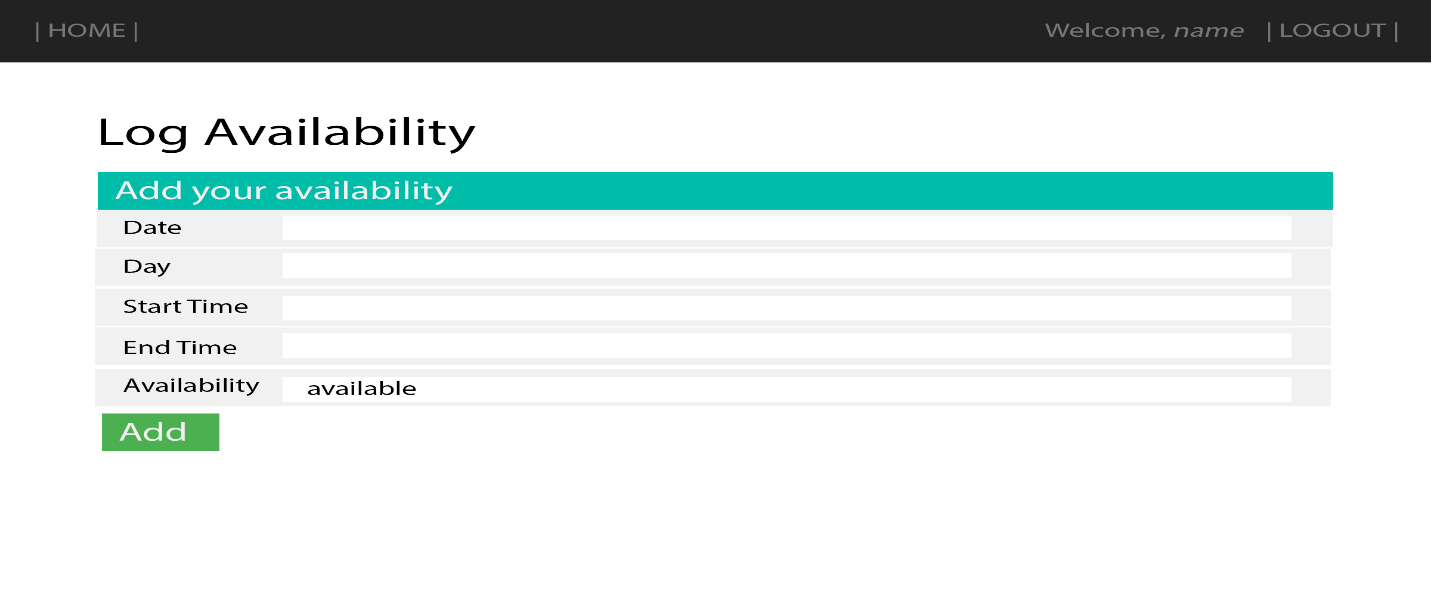 | HOME | Welcome, name | LOGOUT |
Log Availability
Add your availability
Date
Day
Start Time
End Time
Availability available
Add